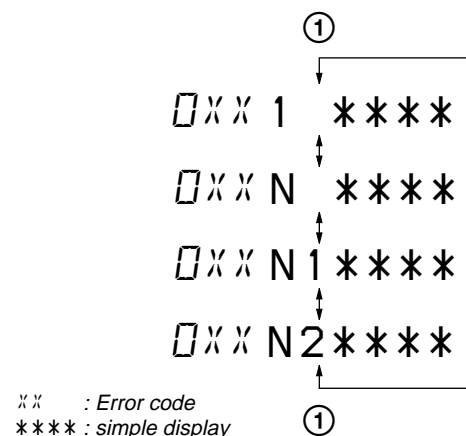 ①
0XX 1 ****
0XX N ****
0XX N1****
0XX N2****
XX : Error code
**** : simple display
①